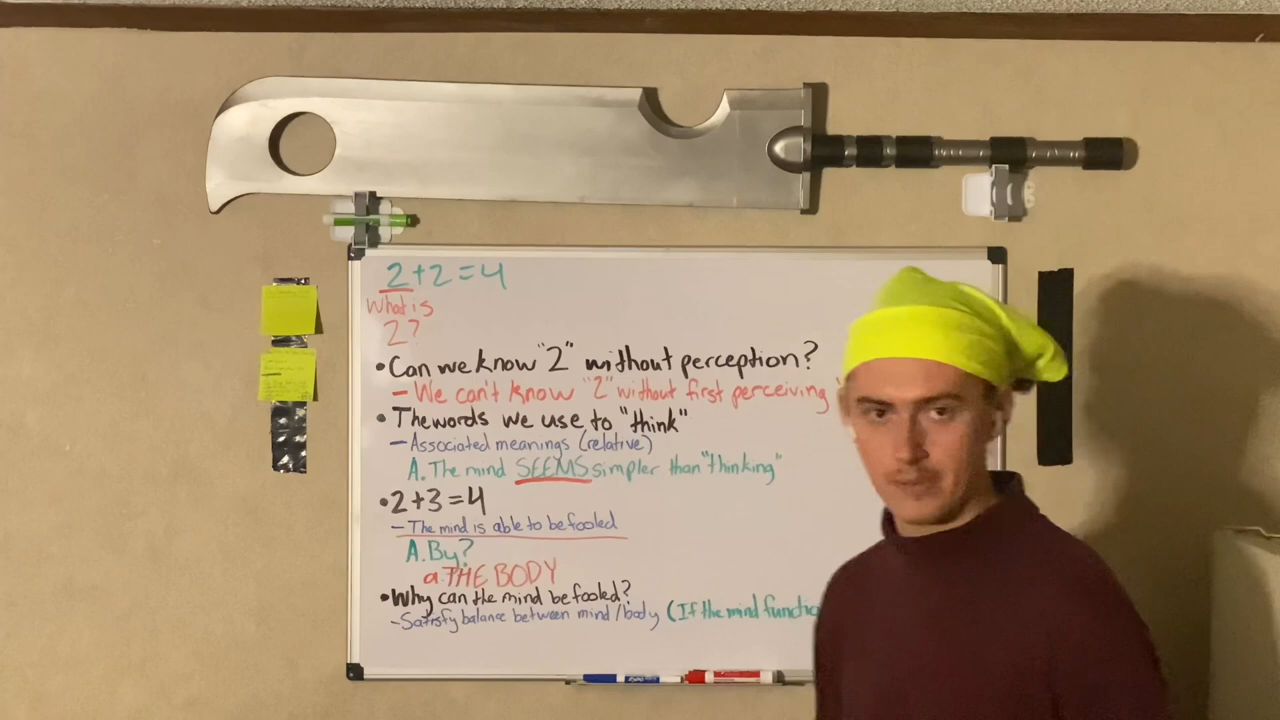 2+2=4
What is
2?
•Can we know "2" without perception?
- We can't know "2" without first perceiving "
• The words we use to "think"
- Associated meanings (relative)
A. The mind SEEMS simpler than "thinking"
•2+3=4
- The mind is able to be fooled
A. By?
a. THE BODY
•Why can the mind be fooled?
-Satisfy balance between mind/body (If the mind functio
EXPO